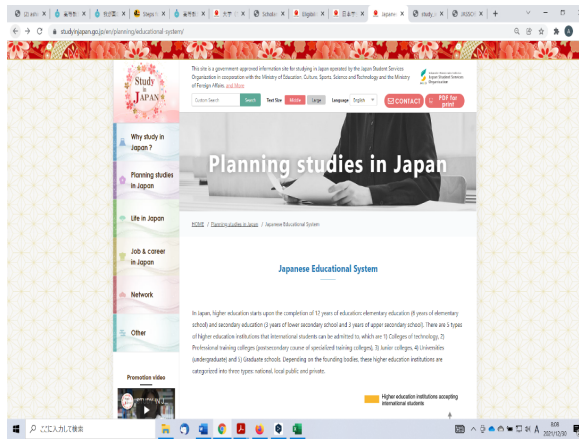 studyinjapan.go.jp/en/planning/educational-system/
This site is a government approved information site for studying in Japan operated by the Japan Student Services
Organization in cooperation with the Ministry of Education, Culture, Sports, Science and Technology and the Ministry
of Foreign Affairs. and More
Study
in
JAPAN
Custom Search
Search
Text Size
Middle
Large
Language
English
CONTACT
PDF for
print
Why study in
Japan ?
Planning studies
in Japan
Life in Japan
Job & career
in Japan
Network
Other
Promotion video
Planning studies in Japan
HOME / Planning studies in Japan / Japanese Educational System
Japanese Educational System
In Japan, higher education starts upon the completion of 12 years of education: elementary education (6 years of elementary
school) and secondary education (3 years of lower secondary school and 3 years of upper secondary school). There are 5 types
of higher education institutions that international students can be admitted to, which are 1) Colleges of technology, 2)
Professional training colleges (postsecondary course of specialized training colleges), 3) Junior colleges, 4) Universities
(undergraduate) and 5) Graduate schools. Depending on the founding bodies, these higher education institutions are
categorized into three types: national, local public and private.
Higher education institutions accepting
international students
ここに入力して検索
A
8:09
2021/12/30